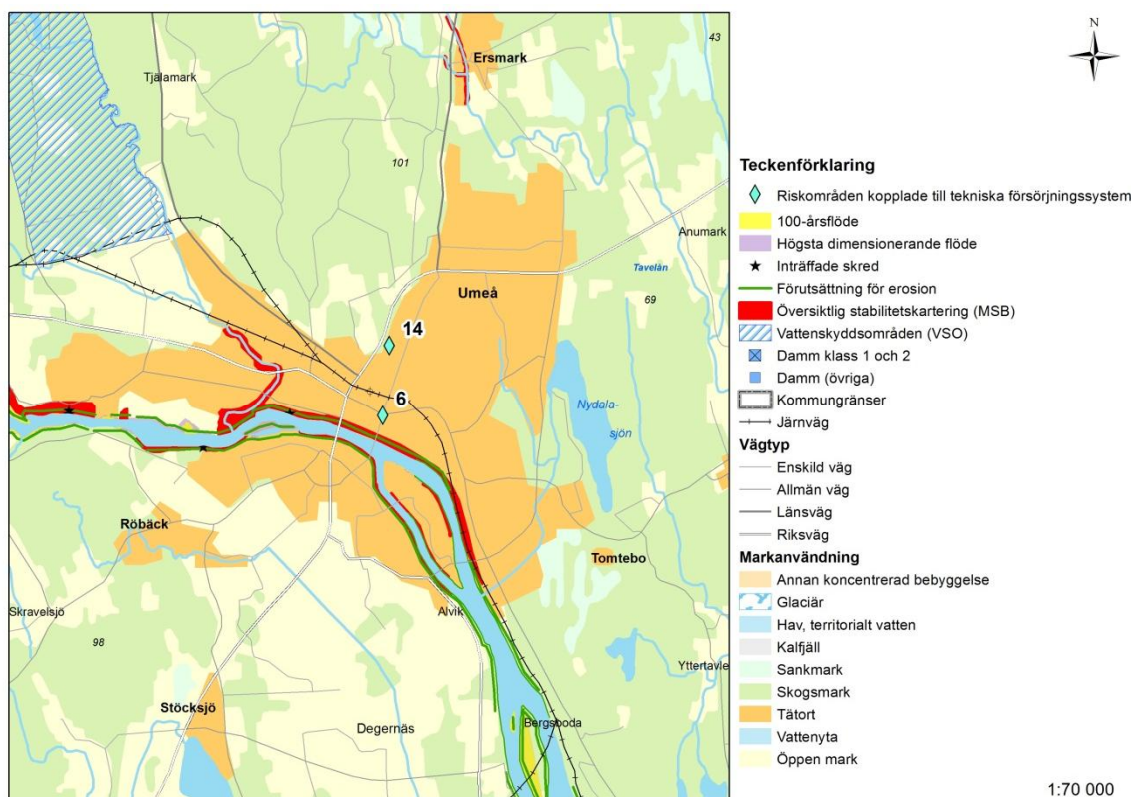 N
43
Ersmark
Tjälamark
101
Anumark
Tavelån
69
Umeå
14
6
Nydala-
sjön
Röbäck
Tomtebo
Skravelsjö
Alvik
98
Yttertavle
Stöcksjö
Bergsboda
Degernäs
Teckenförklaring
Riskområden kopplade till tekniska försörjningssystem
100-årsflöde
Högsta dimensionerande flöde
Inträffade skred
Förutsättning för erosion
Översiktlig stabilitetskartering (MSB)
Vattenskyddsområden (VSO)
Damm klass 1 och 2
Damm (övriga)
Kommungränser
Järnväg
Vägtyp
Enskild väg
Allmän väg
Länsväg
Riksväg
Markanvändning
Annan koncentrerad bebyggelse
Glaciär
Hav, territorialt vatten
Kalfjäll
Sankmark
Skogsmark
Tätort
Vattenyta
Öppen mark
1:70 000